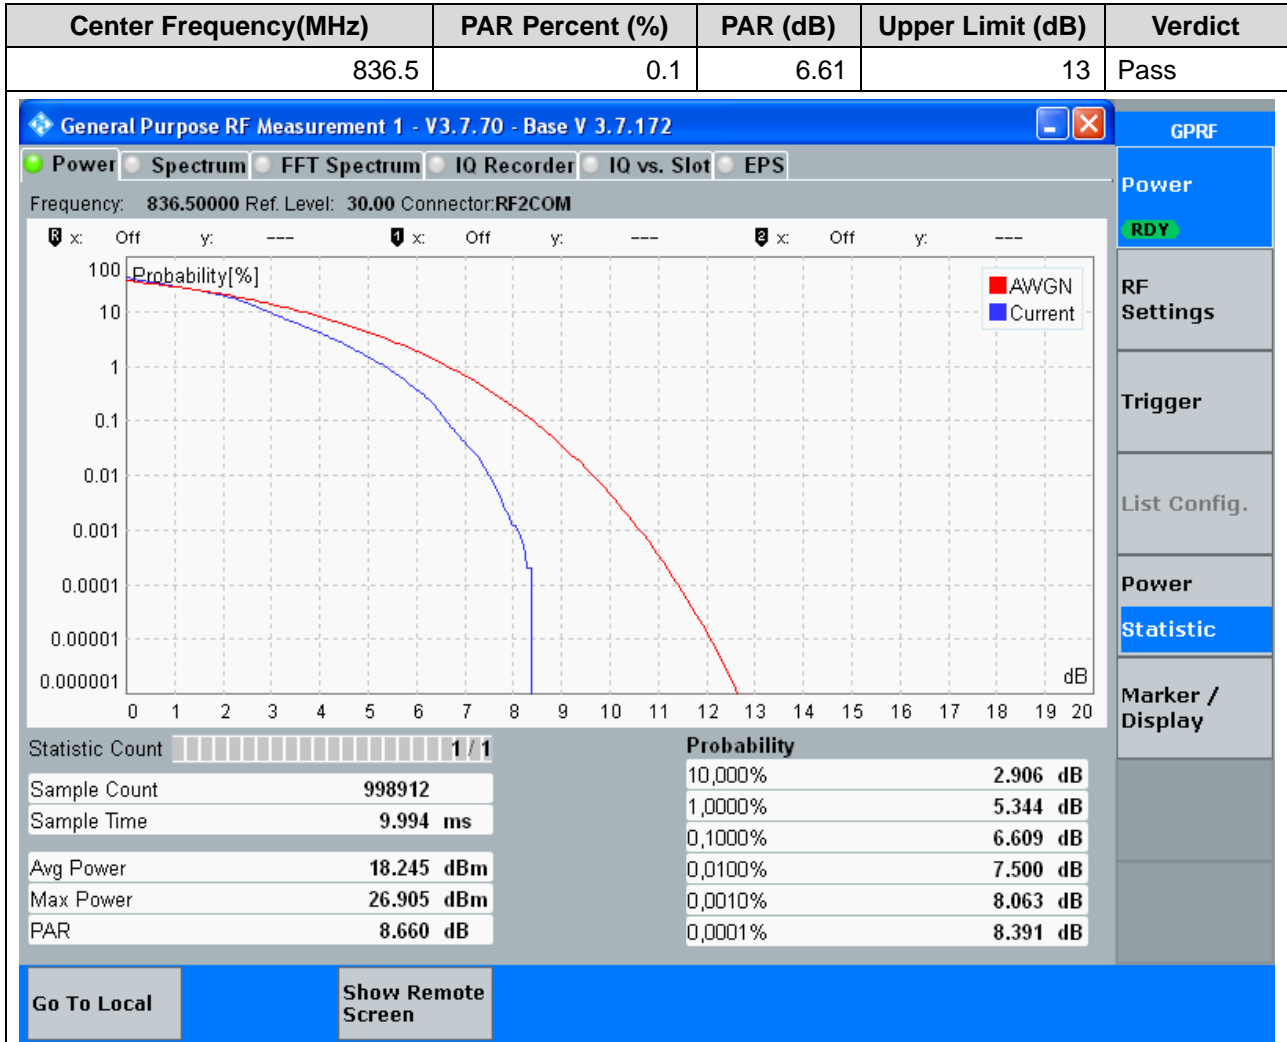 Center Frequency(MHz) PAR Percent (%) PAR (dB) Upper Limit (dB) Verdict
836.5 0.1 6.61 13 Pass
General Purpose RF Measurement 1 - V3.7.70 - Base V 3.7.172
GPRF
Power Spectrum FFT Spectrum IQ Recorder IQ vs. Slot EPS
Power
RDY
Frequency: 836.50000 Ref. Level: 30.00 Connector:RF2COM
R x: Off y: --- 1 x: Off y: --- 2 x: Off y: ---
Probability[%]
AWGN
Current
100
10
1
0.1
0.01
0.001
0.0001
0.00001
0.000001
dB
0 1 2 3 4 5 6 7 8 9 10 11 12 13 14 15 16 17 18 19 20
RF
Settings
Trigger
List Config.
Power
Statistic
Marker /
Display
Statistic Count 1 / 1
Sample Count 998912
Sample Time 9.994 ms
Avg Power 18.245 dBm
Max Power 26.905 dBm
PAR 8.660 dB
Probability
10,000% 2.906 dB
1,0000% 5.344 dB
0,1000% 6.609 dB
0,0100% 7.500 dB
0,0010% 8.063 dB
0,0001% 8.391 dB
Go To Local
Show Remote
Screen